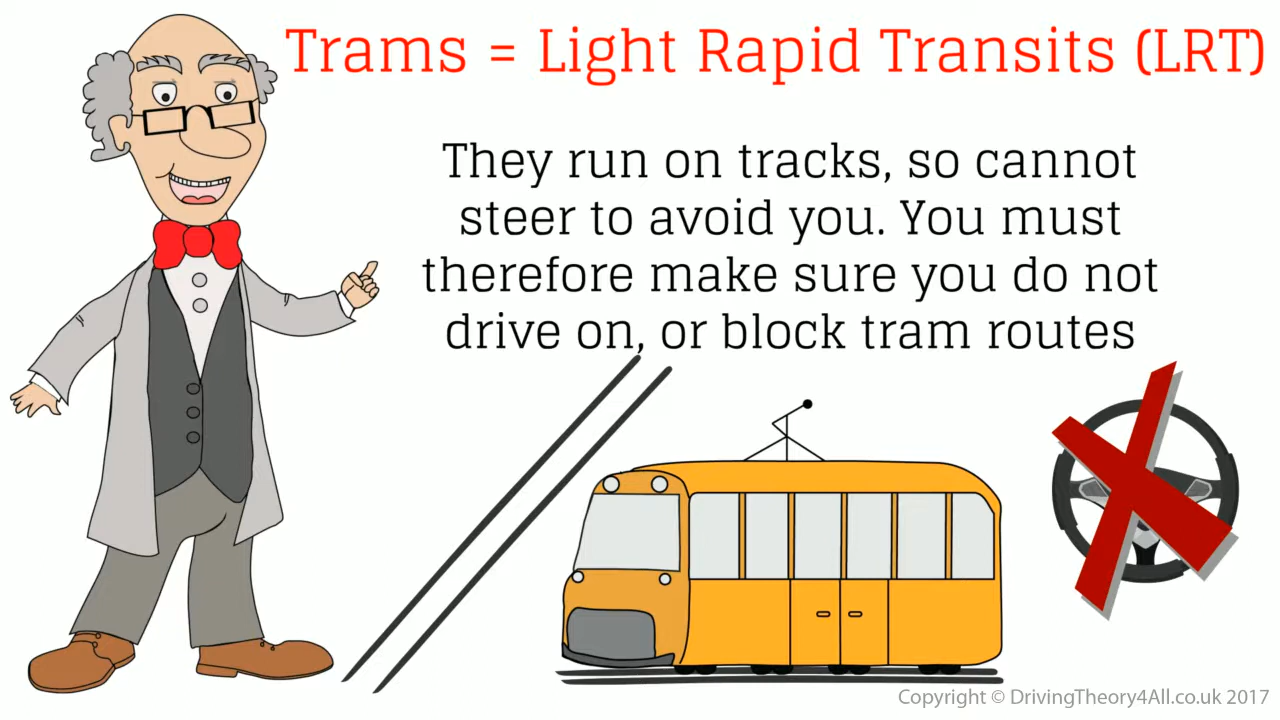 Trams = Light Rapid Transits (LRT)
They run on tracks, so cannot
steer to avoid you. You must
therefore make sure you do not
drive on, or block tram routes
Copyright © DrivingTheory4All.co.uk 2017